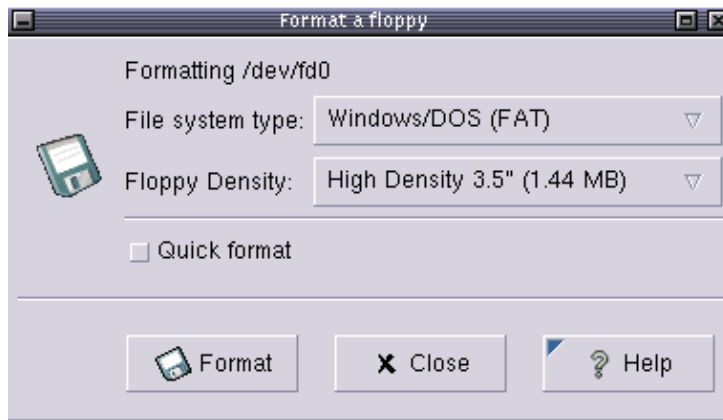 Format a floppy
Formatting /dev/fd0
File system type: Windows/DOS (FAT)
Floppy Density: High Density 3.5" (1.44 MB)
Quick format
Format Close Help